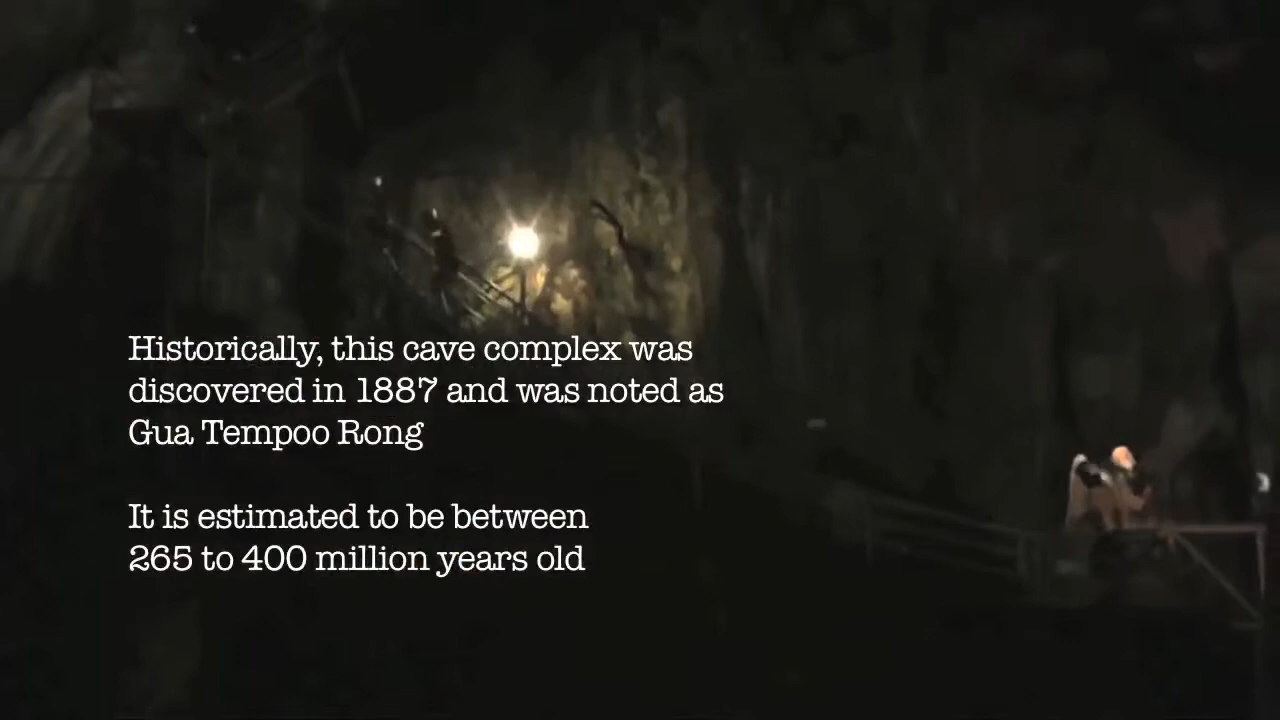 Historically, this cave complex was
discovered in 1887 and was noted as
Gua Tempoo Rong
It is estimated to be between
265 to 400 million years old